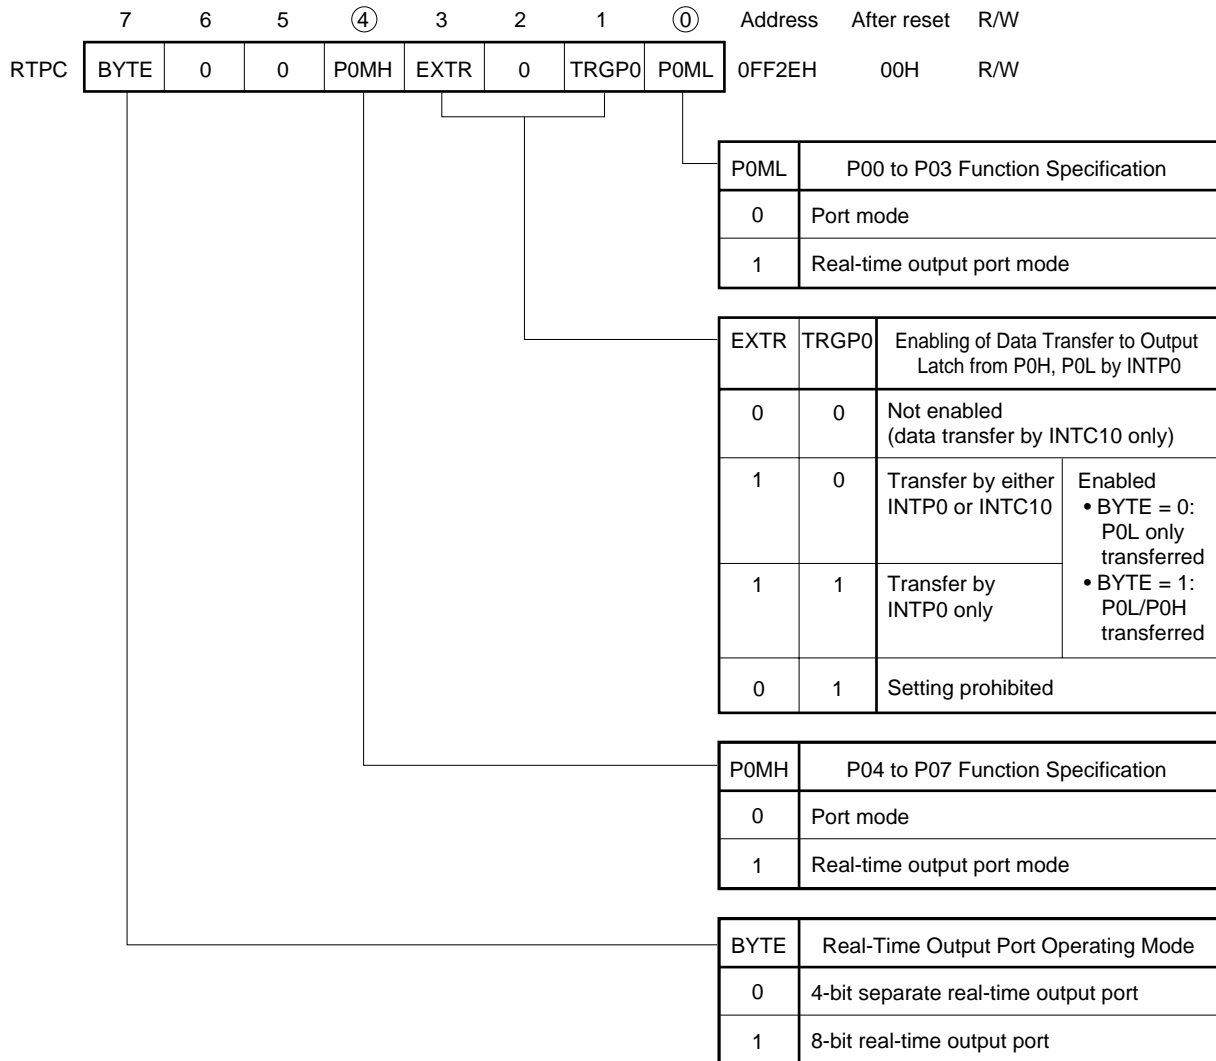 7 6 5 ④ 3 2 1 ⓪ Address After reset R/W
RTPC BYTE 0 0 P0MH EXTR 0 TRGP0 P0ML 0FF2EH 00H R/W
P0ML P00 to P03 Function Specification
0 Port mode
1 Real-time output port mode
EXTR TRGP0 Enabling of Data Transfer to Output
Latch from P0H, P0L by INTP0
0 0 Not enabled
(data transfer by INTC10 only)
1 0 Transfer by either
INTP0 or INTC10
Enabled
• BYTE = 0:
P0L only
transferred
• BYTE = 1:
P0L/P0H
transferred
1 1 Transfer by
INTP0 only
0 1 Setting prohibited
P0MH P04 to P07 Function Specification
0 Port mode
1 Real-time output port mode
BYTE Real-Time Output Port Operating Mode
0 4-bit separate real-time output port
1 8-bit real-time output port